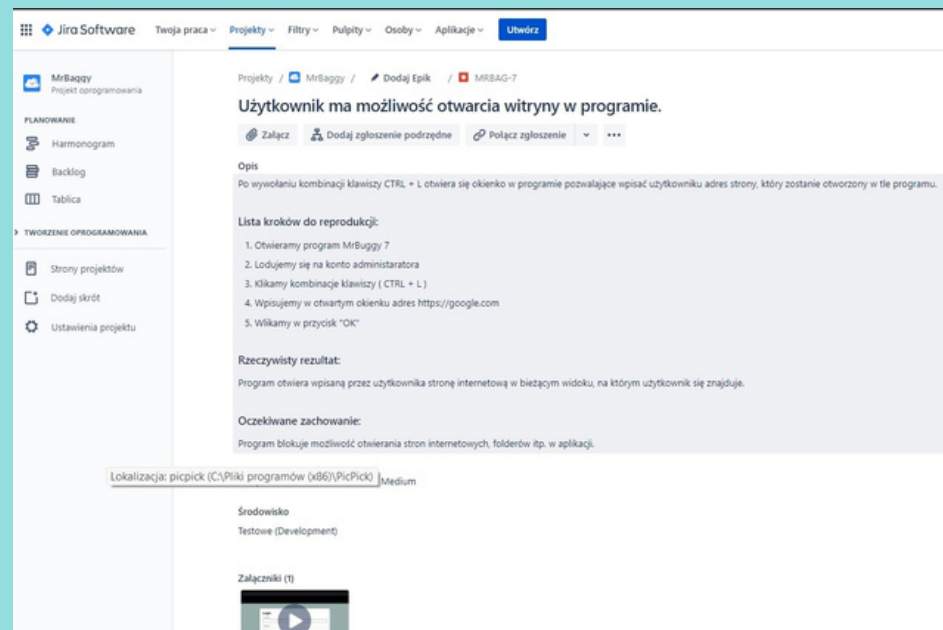 Jira Software Twoja praca Projekty Filtry Pulpity Osoby Aplikacje Utwórz
MrBaggy
Projekt oprogramowania
PLANOWANIE
Harmonogram
Backlog
Tablica
TWORZENIE OPROGRAMOWANIA
Strony projektów
Dodaj skrót
Ustawienia projektu
Projekty / MrBaggy / Dodaj Epik / MRBAG-7
Użytkownik ma możliwość otwarcia witryny w programie.
Załącz Dodaj zgłoszenie podrzędne Połącz zgłoszenie
Opis
Po wywołaniu kombinacji klawiszy CTRL + L otwiera się okienko w programie pozwalające wpisać użytkowniku adres strony, który zostanie otworzony w tle programu.
Lista kroków do reprodukcji:
1. Otwieramy program MrBuggy 7
2. Lodujemy się na konto administaratora
3. Klikamy kombinacje klawiszy ( CTRL + L )
4. Wpisujemy w otwartym okienku adres https://google.com
5. Wlikamy w przycisk "OK"
Rzeczywisty rezultat:
Program otwiera wpisaną przez użytkownika stronę internetową w bieżącym widoku, na którym użytkownik się znajduje.
Oczekiwane zachowanie:
Program blokuje możliwość otwierania stron internetowych, folderów itp. w aplikacji.
Lokalizacja: picpick (C:\Pliki programów (x86)\PicPick)
Medium
Środowisko
Testowe (Development)
Załączniki (1)